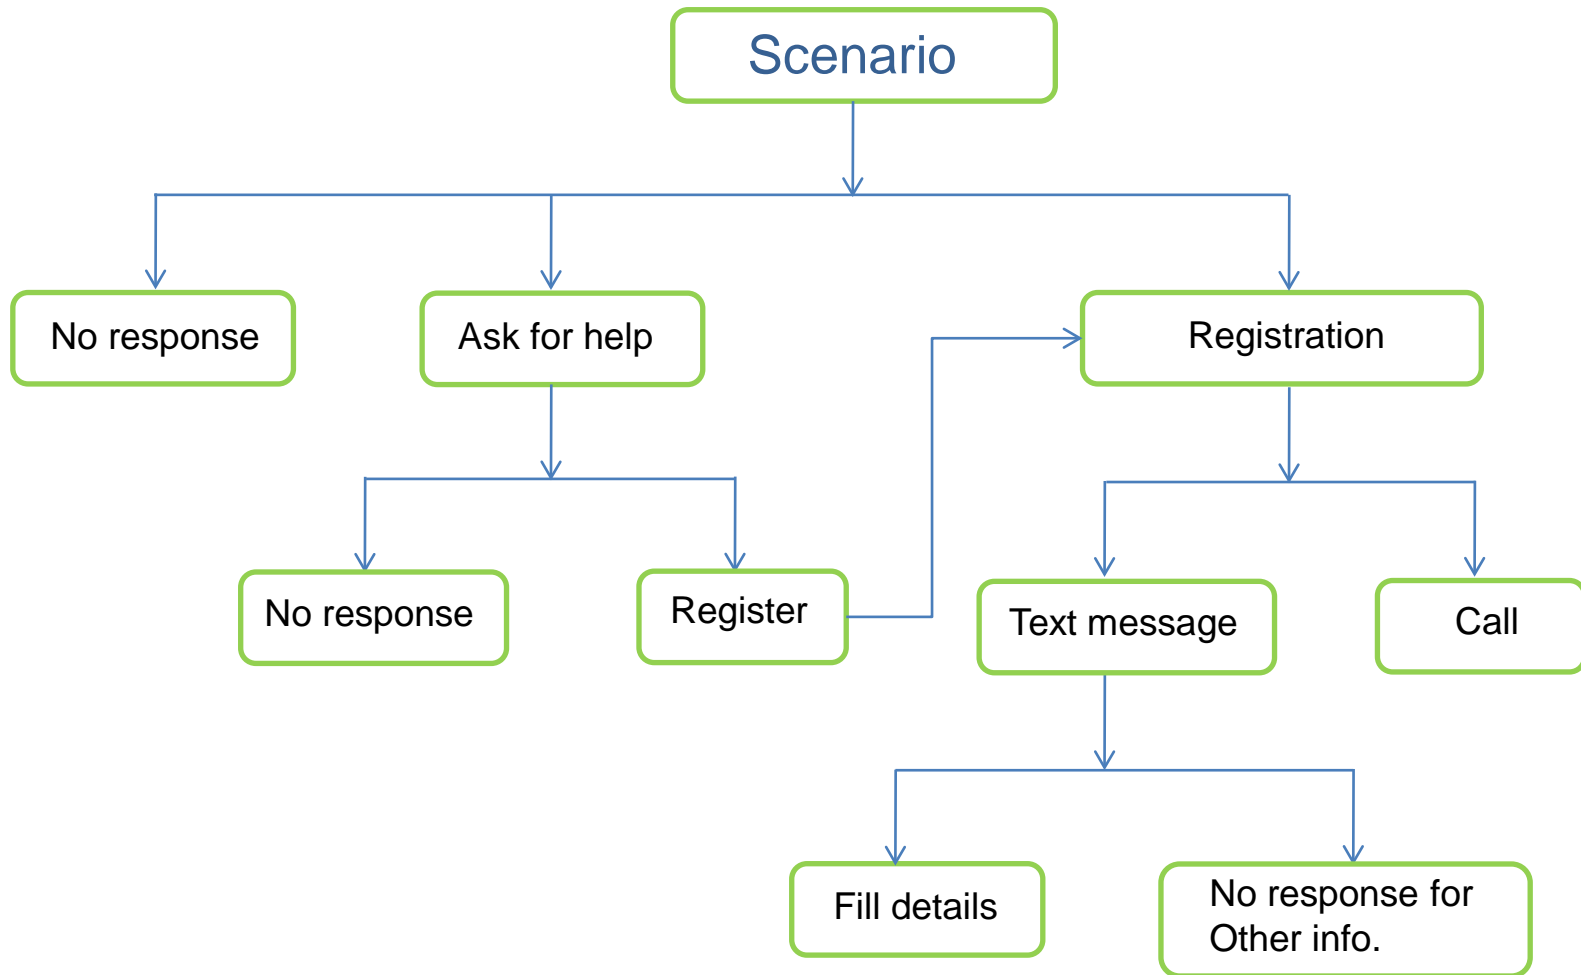 Scenario
No response
Ask for help
Registration
No response
Register
Text message
Call
Fill details
No response for
Other info.